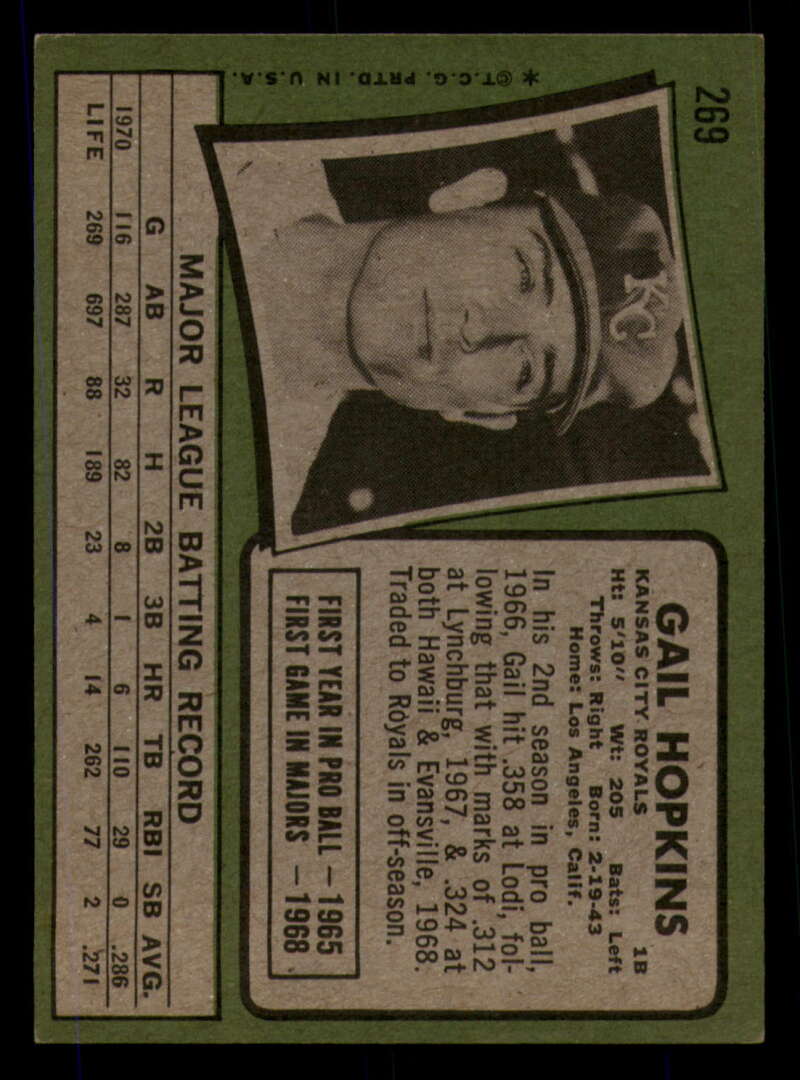 269
* ©T.C.G. PRTD. IN U.S.A.
KC
GAIL HOPKINS
KANSAS CITY ROYALS 1B
Ht: 5'10" Wt: 205 Bats: Left
Throws: Right Born: 2-19-43
Home: Los Angeles, Calif.
In his 2nd season in pro ball,
1966, Gail hit .358 at Lodi, fol-
lowing that with marks of .312
at Lynchburg, 1967, & .324 at
both Hawaii & Evansville, 1968.
Traded to Royals in off-season.
FIRST YEAR IN PRO BALL — 1965
FIRST GAME IN MAJORS — 1968
MAJOR LEAGUE BATTING RECORD
G AB R H 2B 3B HR TB RBI SB AVG.
1970 116 287 32 82 8 1 6 110 29 0 .286
LIFE 269 697 88 189 23 4 14 262 77 2 .271